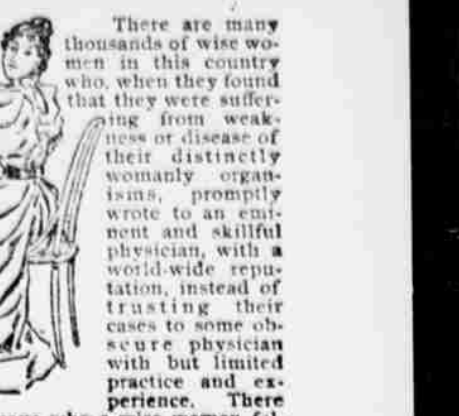 There are many
thousands of wise wo-
men in this country
who, when they found
that they were suffer-
ing from weak-
ness or disease of
their distinctly
womanly organ-
isms, promptly
wrote to an emi-
nent and skillful
physician, with a
world-wide repu-
tation, instead of
trusting their
cases to some ob-
scure physician
with but limited
practice and ex-
perience. There